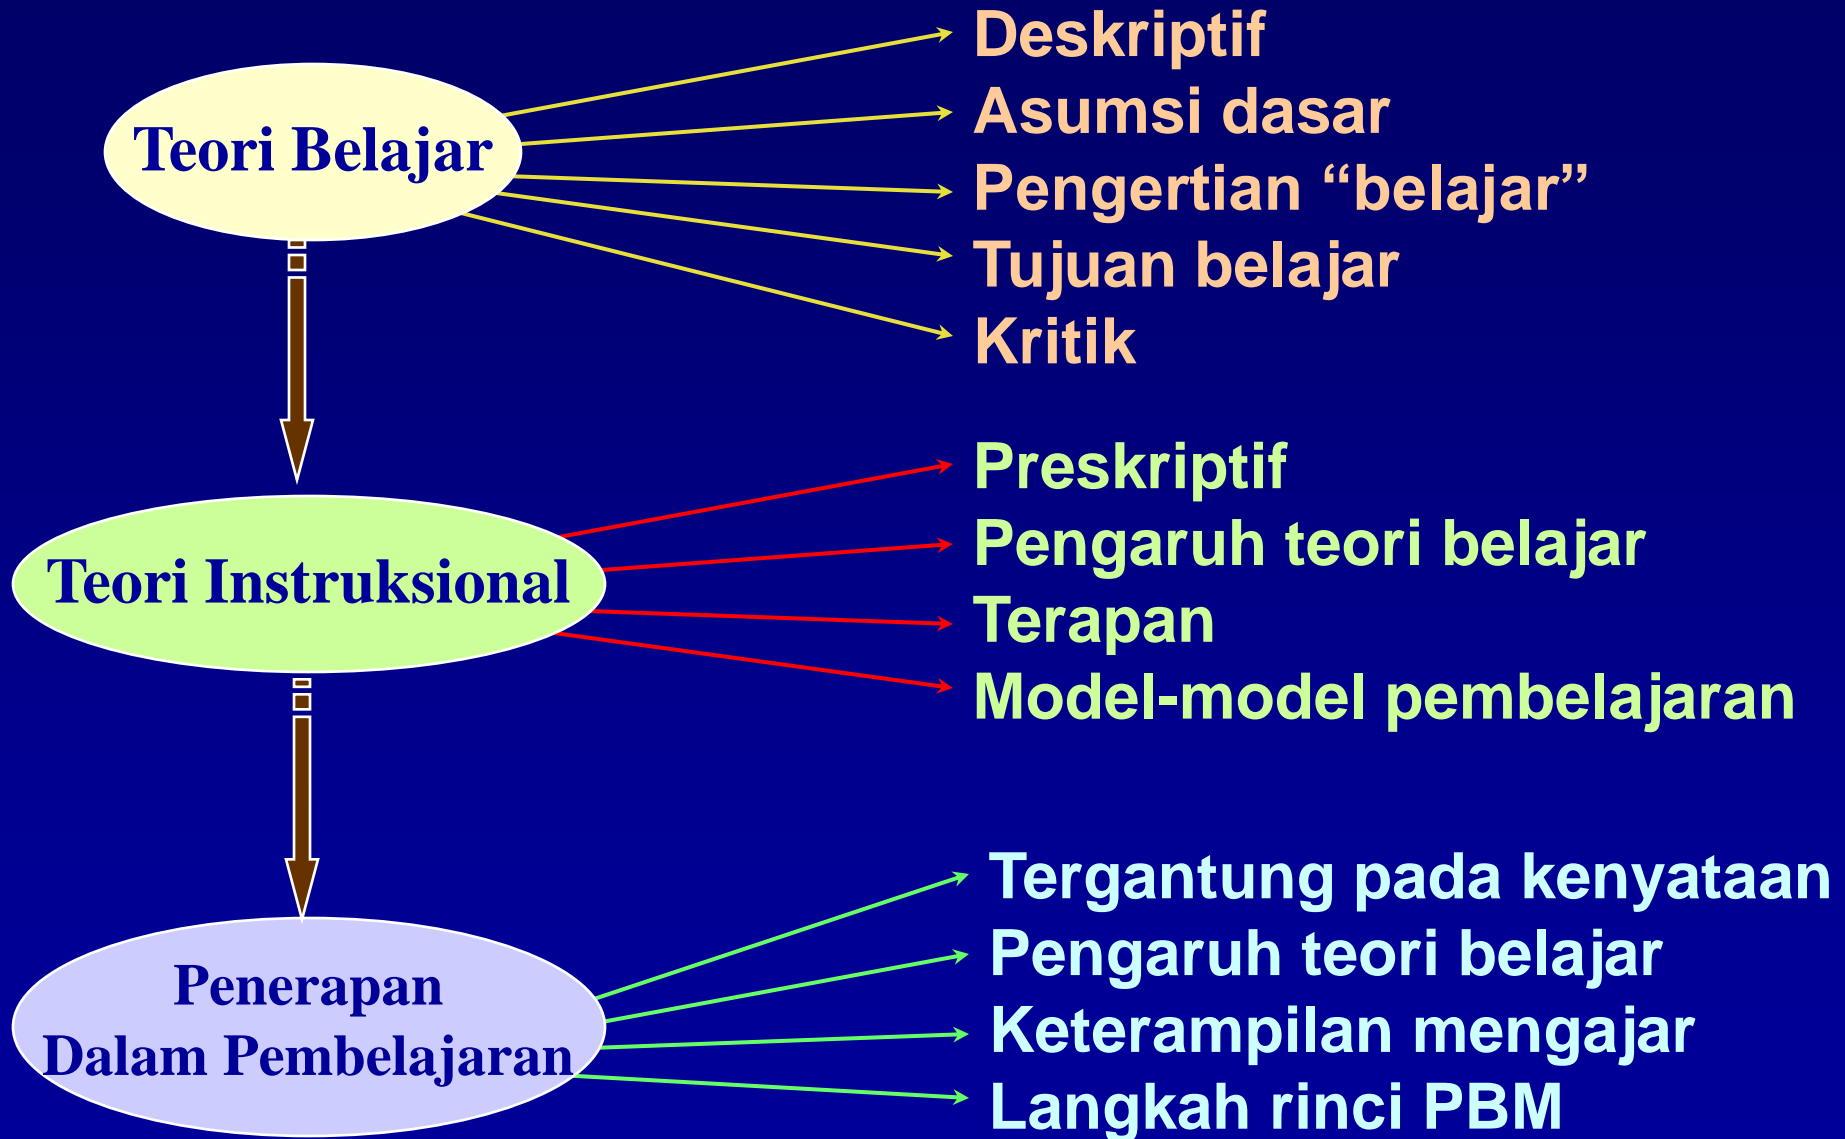 Teori Belajar
Deskriptif
Asumsi dasar
Pengertian “belajar”
Tujuan belajar
Kritik
Teori Instruksional
Preskriptif
Pengaruh teori belajar
Terapan
Model-model pembelajaran
Penerapan
Dalam Pembelajaran
Tergantung pada kenyataan
Pengaruh teori belajar
Keterampilan mengajar
Langkah rinci PBM